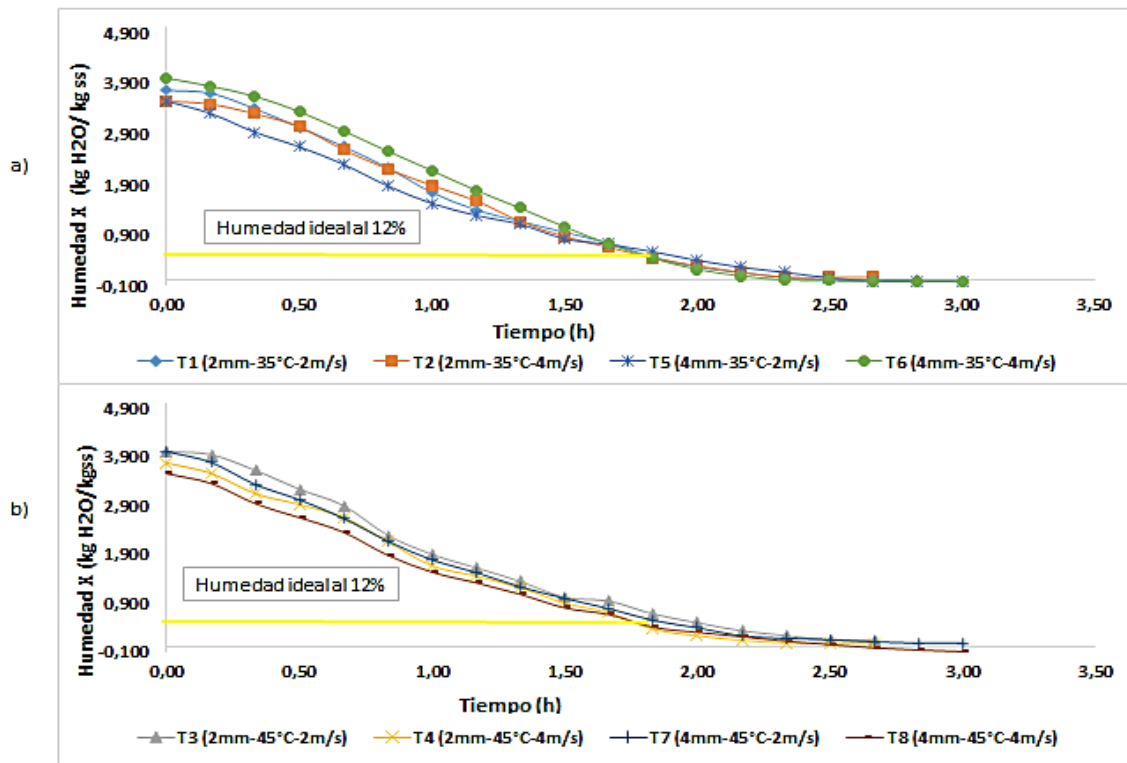 a)
Humedad X (kg H2O/ kg ss)
4,900
3,900
2,900
1,900
0,900
-0,100
Humedad ideal al 12%
0,00 0,50 1,00 1,50 2,00 2,50 3,00 3,50
Tiempo (h)
T1 (2mm-35°C-2m/s) T2 (2mm-35°C-4m/s) T5 (4mm-35°C-2m/s) T6 (4mm-35°C-4m/s)
b)
Humedad X (kg H2O/kgss)
4,900
3,900
2,900
1,900
0,900
-0,100
Humedad ideal al 12%
0,00 0,50 1,00 1,50 2,00 2,50 3,00 3,50
Tiempo (h)
T3 (2mm-45°C-2m/s) T4 (2mm-45°C-4m/s) T7 (4mm-45°C-2m/s) T8 (4mm-45°C-4m/s)